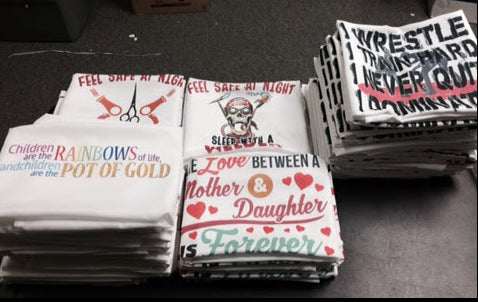 FEEL SAFE AT NIGHT
Children
are the RAINBOWS of life,
andchildren
are the POT OF GOLD
FEEL SAFE AT NIGHT
SLEEP WITH A
E Love BETWEEN A
Mother & 
Daughter
is Forever
I WRESTLE
I TRAIN HARD
I NEVER QUIT
I DOMINATE